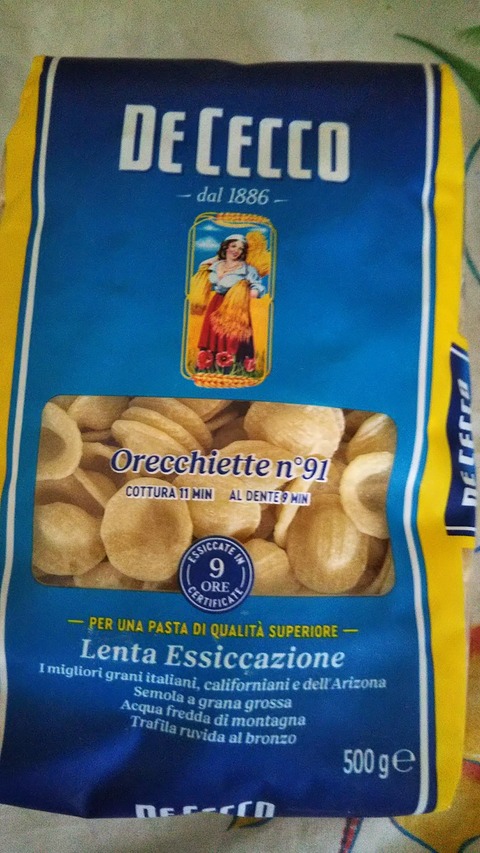 DE CECCO
dal 1886
Orecchiette n°91
COTTURA 11 MIN AL DENTE 9 MIN
ESSICCATE IN
9
ORE
CERTIFICATE
PER UNA PASTA DI QUALITÀ SUPERIORE
Lenta Essiccazione
I migliori grani italiani, californiani e dell'Arizona
Semola a grana grossa
Acqua fredda di montagna
Trafila ruvida al bronzo
500 g e
DE CECCO
DE CECCO